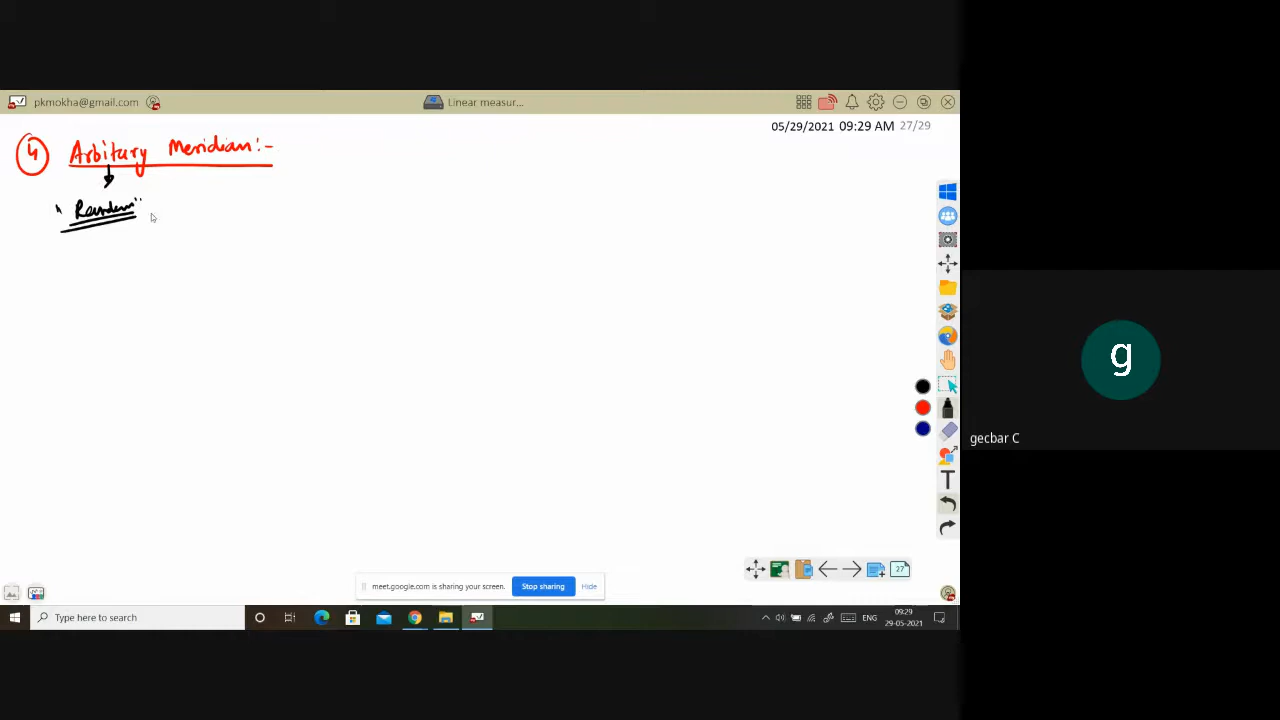 pkmokha@gmail.com
Linear measur...
05/29/2021 09:29 AM 27/29
4 Arbitary Meridian:-
"Random"
g
gecbar C
T
27
meet.google.com is sharing your screen. Stop sharing Hide
Type here to search
ENG
09:29
29-05-2021